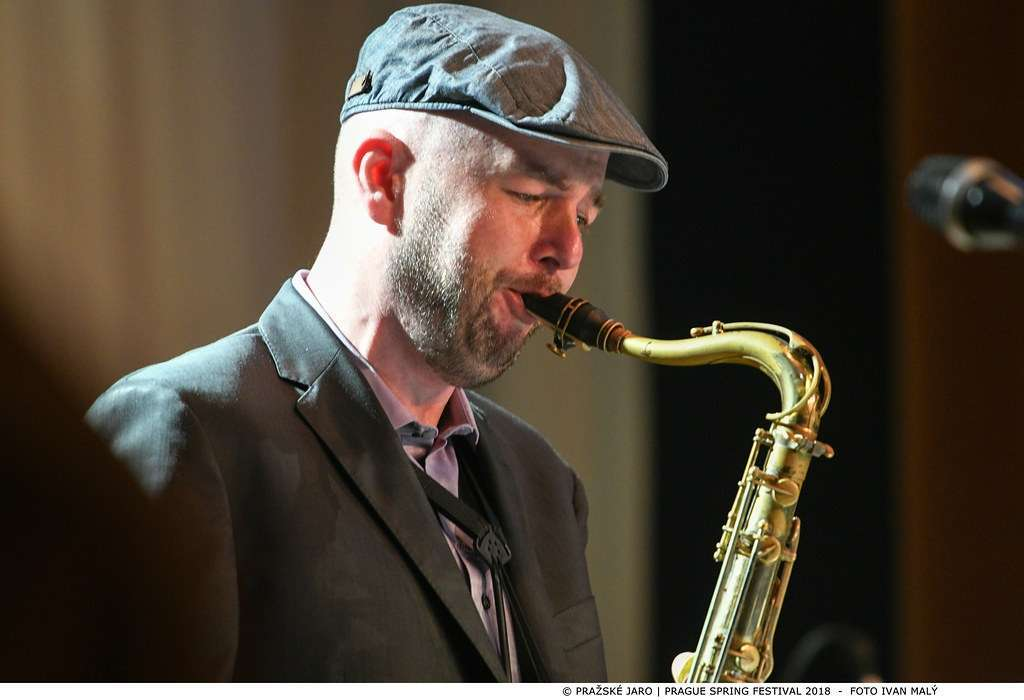 © PRAŽSKÉ JARO | PRAGUE SPRING FESTIVAL 2018 - FOTO IVAN MALÝ